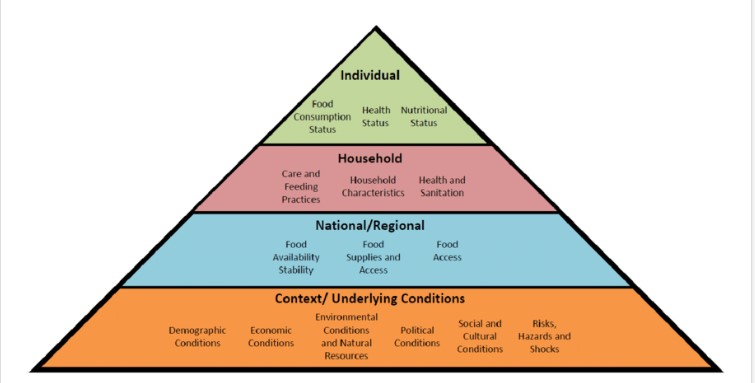 Individual
Food
Consumption
Status
Health
Status
Nutritional
Status
Household
Care and
Feeding
Practices
Household
Characteristics
Health and
Sanitation
National/Regional
Food
Availability
Stability
Food
Supplies and
Access
Food
Access
Context/ Underlying Conditions
Demographic
Conditions
Economic
Conditions
Environmental
Conditions
and Natural
Resources
Political
Conditions
Social and
Cultural
Conditions
Risks,
Hazards and
Shocks